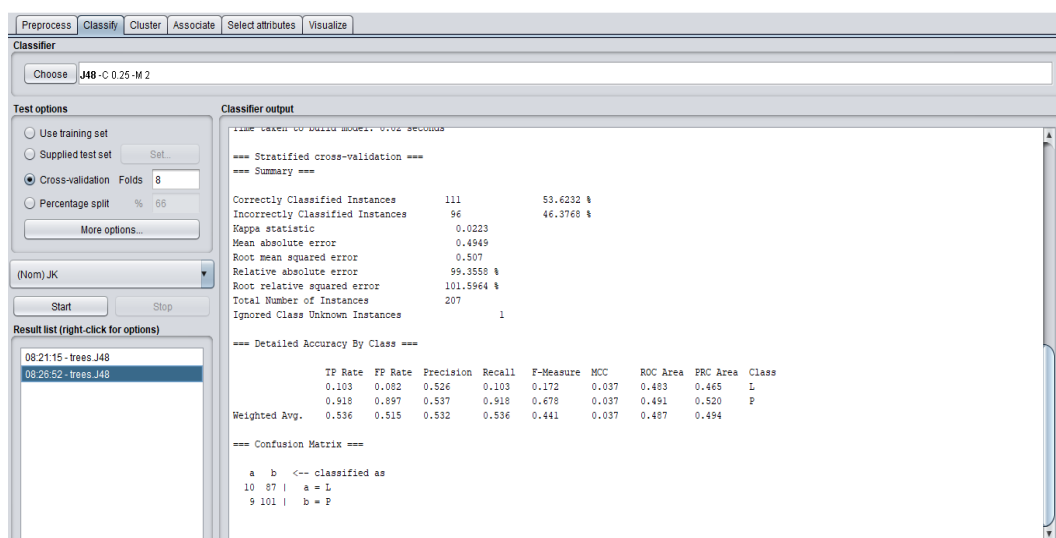 Preprocess Classify Cluster Associate Select attributes Visualize
Classifier
Choose J48 -C 0.25 -M 2
Test options
Use training set
Supplied test set Set...
Cross-validation Folds 8
Percentage split % 66
More options...
(Nom) JK
Start Stop
Result list (right-click for options)
08:21:15 - trees.J48
08:26:52 - trees.J48
Classifier output
Time taken to build model: 0.02 seconds
=== Stratified cross-validation ===
=== Summary ===
Correctly Classified Instances 111 53.6232 %
Incorrectly Classified Instances 96 46.3768 %
Kappa statistic 0.0223
Mean absolute error 0.4949
Root mean squared error 0.507
Relative absolute error 99.3558 %
Root relative squared error 101.5964 %
Total Number of Instances 207
Ignored Class Unknown Instances 1
=== Detailed Accuracy By Class ===
TP Rate FP Rate Precision Recall F-Measure MCC ROC Area PRC Area Class
0.103 0.082 0.526 0.103 0.172 0.037 0.483 0.465 L
0.918 0.897 0.537 0.918 0.678 0.037 0.491 0.520 P
Weighted Avg. 0.536 0.515 0.532 0.536 0.441 0.037 0.487 0.494
=== Confusion Matrix ===
a b <-- classified as
10 87 | a = L
9 101 | b = P